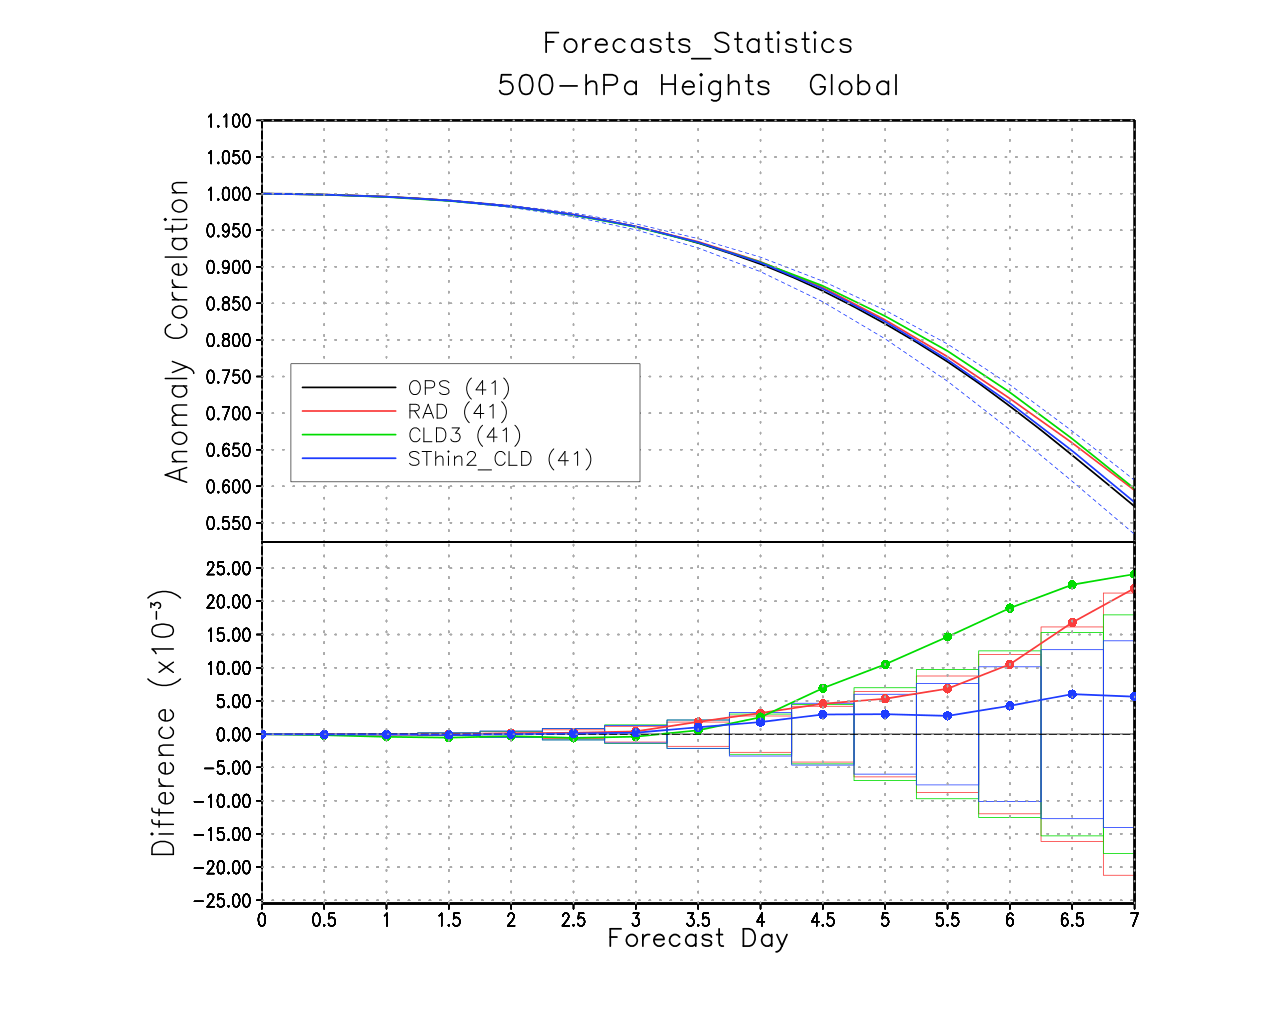 Forecasts_Statistics
500-hPa Heights Global
Anomaly Correlation
1.100
1.050
1.000
0.950
0.900
0.850
0.800
0.750
0.700
0.650
0.600
0.550
OPS (41)
RAD (41)
CLD3 (41)
SThin2_CLD (41)
Difference (x10⁻³)
25.00
20.00
15.00
10.00
5.00
0.00
-5.00
-10.00
-15.00
-20.00
-25.00
0 0.5 1 1.5 2 2.5 3 3.5 4 4.5 5 5.5 6 6.5 7
Forecast Day